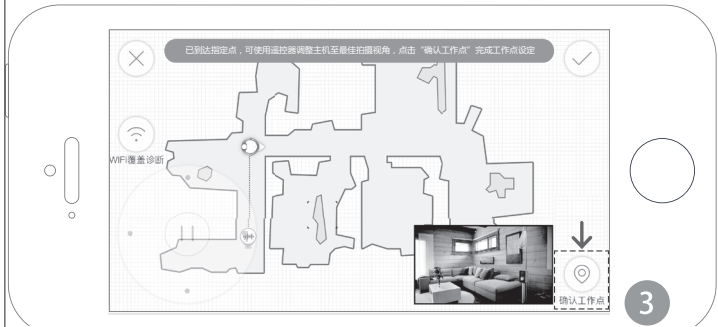 已到达指定点，可使用遥控器调整主机至最佳拍摄视角，点击“确认工作点”完成工作点设定
WIFI覆盖诊断
确认工作点
3